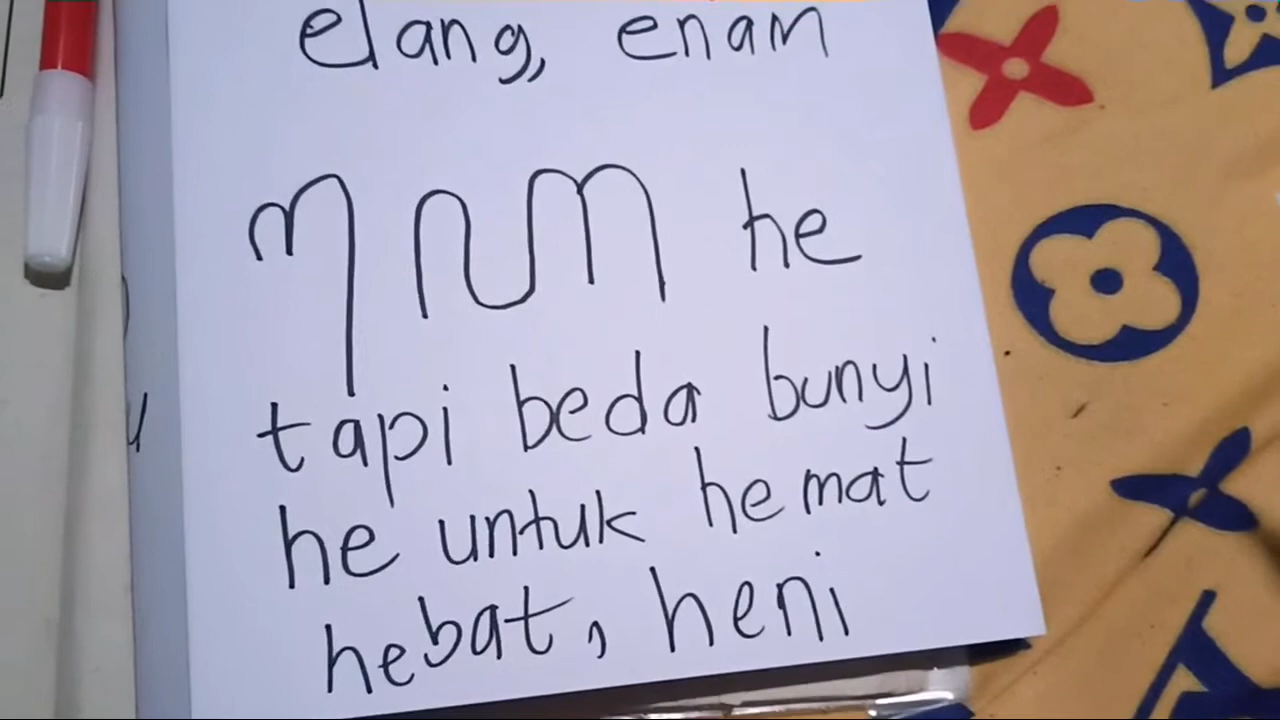 elang, enam
ꦲꦺ he
tapi beda bunyi
he untuk hemat
hebat, heni